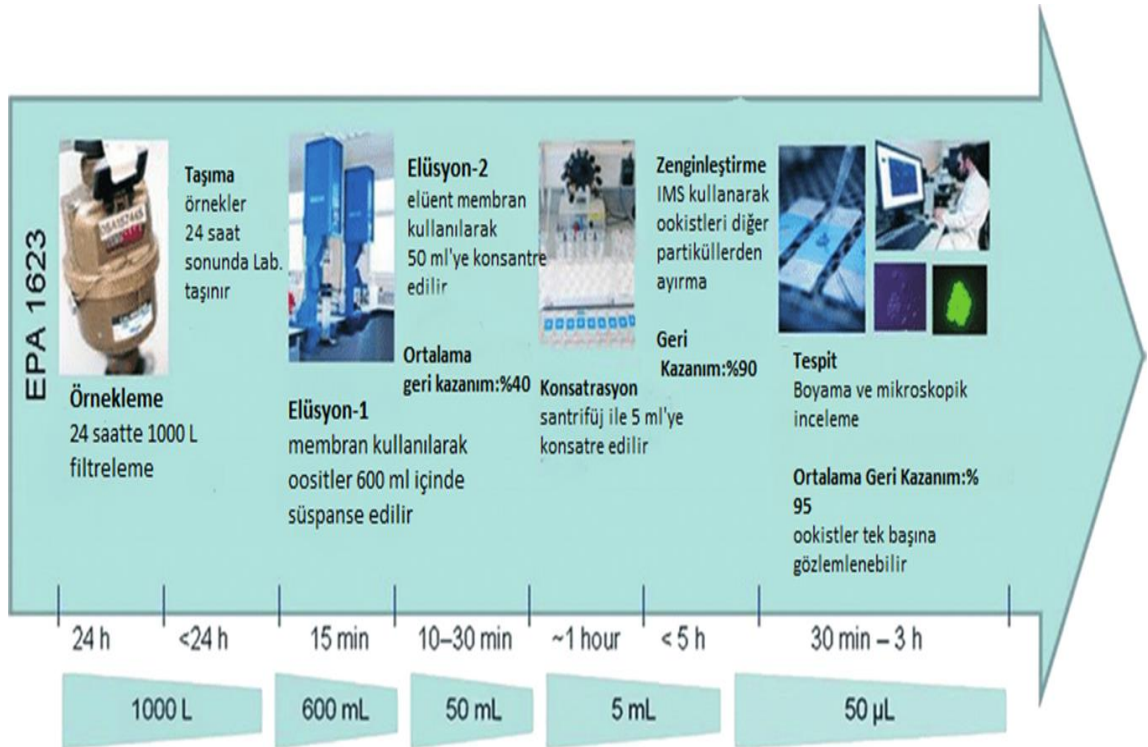 EPA 1623
Örnekleme
24 saatte 1000 L
filtreleme
Taşıma
örnekler
24 saat
sonunda Lab.
taşınır
Elüsyon-1
membran kullanılarak
oositler 600 ml içinde
süspanse edilir
Elüsyon-2
elüent membran
kullanılarak
50 ml'ye konsantre
edilir
Ortalama
geri kazanım:%40
Konsatrasyon
santrifüj ile 5 ml'ye
konsatre edilir
Zenginleştirme
IMS kullanarak
ookistleri diğer
partiküllerden
ayırma
Geri
Kazanım:%90
Tespit
Boyama ve mikroskopik
inceleme
Ortalama Geri Kazanım:%
95
ookistler tek başına
gözlemlenebilir
24 h
<24 h
15 min
10–30 min
~1 hour
< 5 h
30 min – 3 h
1000 L
600 mL
50 mL
5 mL
50 µL